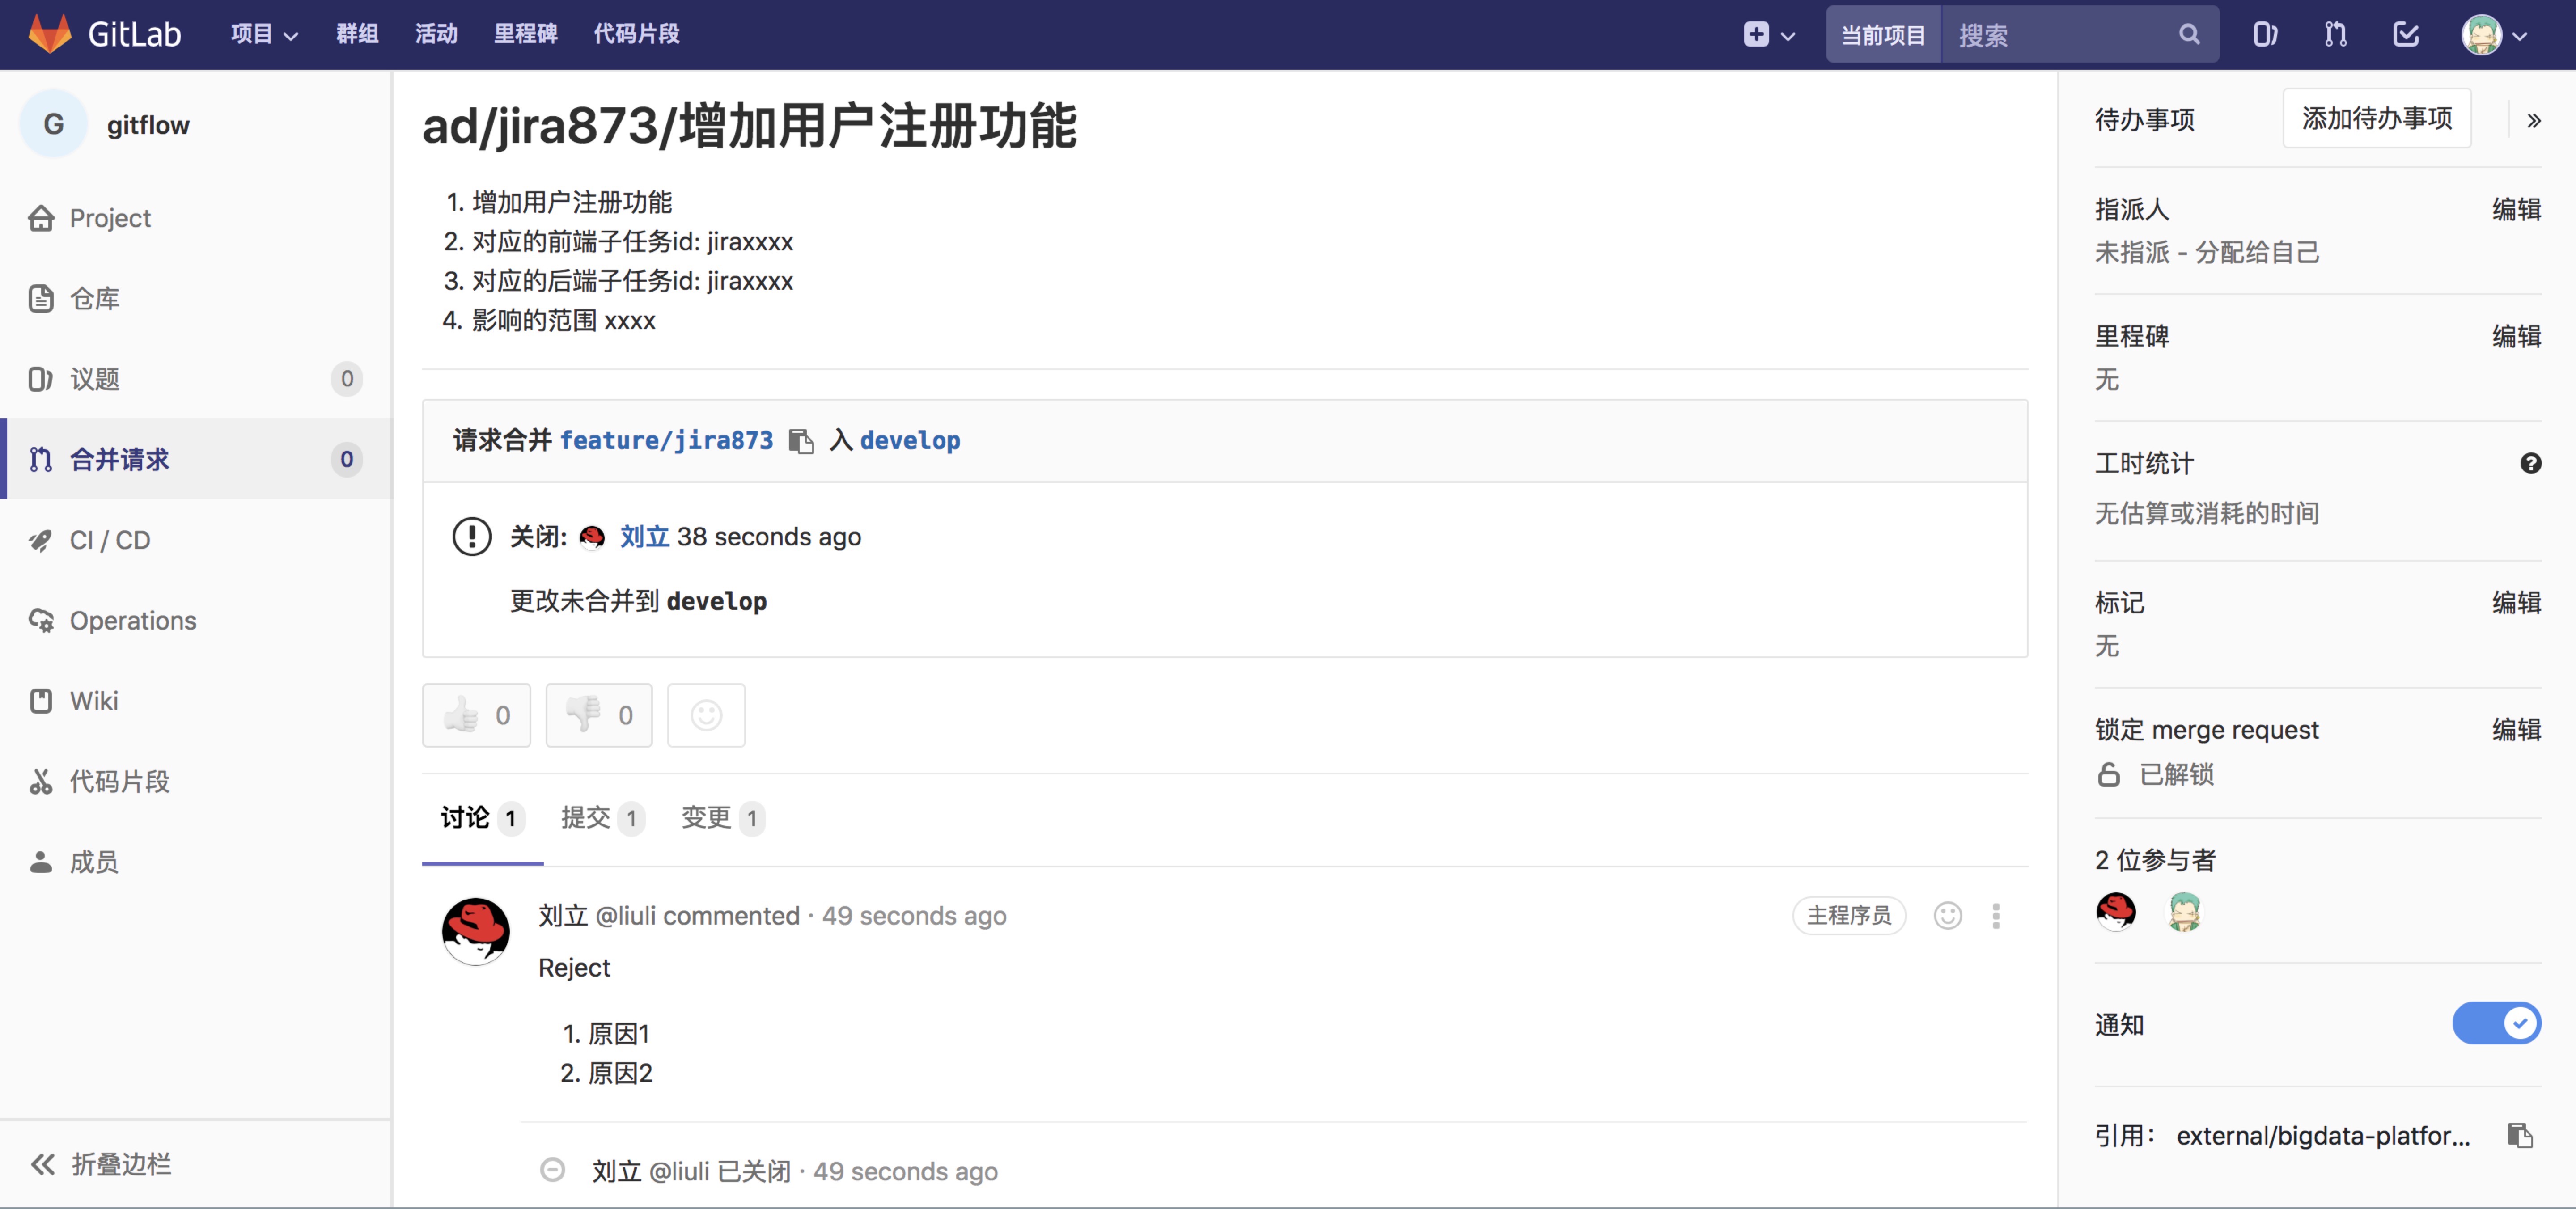 GitLab 项目 群组 活动 里程碑 代码片段 当前项目 搜索
G gitflow
Project
仓库
议题 0
合并请求 0
CI / CD
Operations
Wiki
代码片段
成员
折叠边栏
ad/jira873/增加用户注册功能
1. 增加用户注册功能
2. 对应的前端子任务id: jiraxxxx
3. 对应的后端子任务id: jiraxxxx
4. 影响的范围 xxxx
请求合并 feature/jira873 入 develop
关闭: 刘立 38 seconds ago
更改未合并到 develop
0 0
讨论 1 提交 1 变更 1
刘立 @liuli commented · 49 seconds ago 主程序员
Reject
1. 原因1
2. 原因2
刘立 @liuli 已关闭 · 49 seconds ago
待办事项 添加待办事项
指派人 编辑
未指派 - 分配给自己
里程碑 编辑
无
工时统计
无估算或消耗的时间
标记 编辑
无
锁定 merge request 编辑
已解锁
2 位参与者
通知
引用： external/bigdata-platfor...